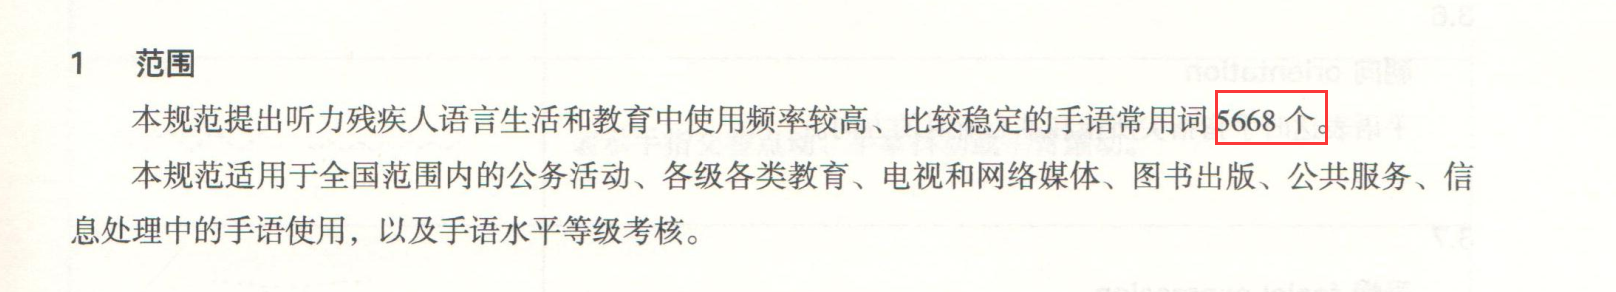 1 范围
本规范提出听力残疾人语言生活和教育中使用频率较高、比较稳定的手语常用词 5668 个。
本规范适用于全国范围内的公务活动、各级各类教育、电视和网络媒体、图书出版、公共服务、信
息处理中的手语使用，以及手语水平等级考核。